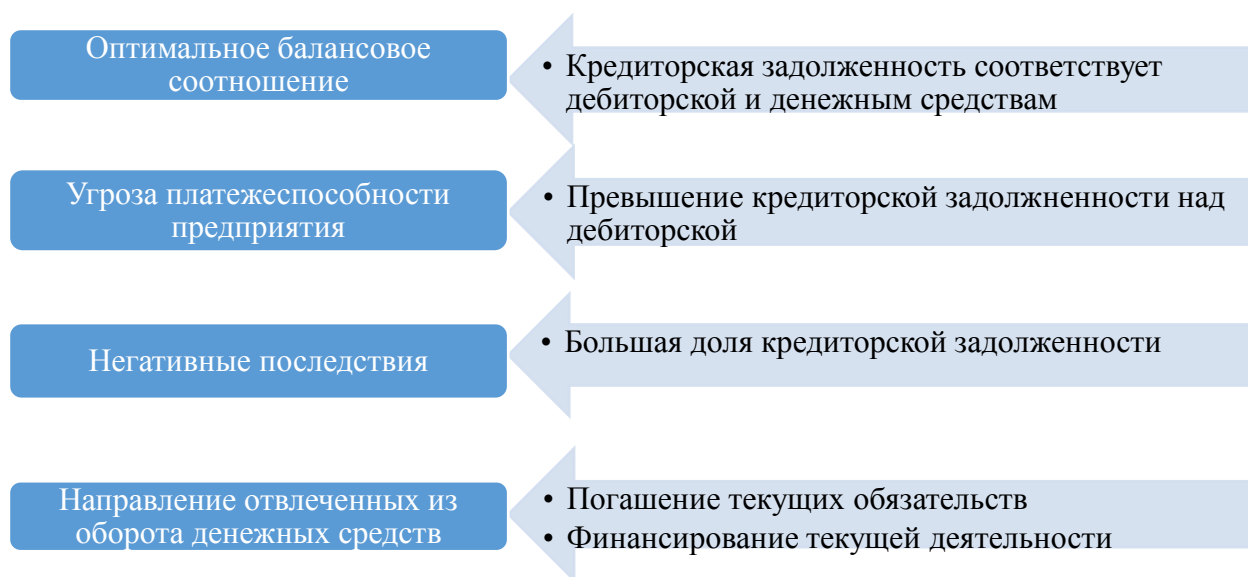 Оптимальное балансовое
соотношение
• Кредиторская задолженность соответствует
дебиторской и денежным средствам
Угроза платежеспособности
предприятия
• Превышение кредиторской задолжненности над
дебиторской
Негативные последствия
• Большая доля кредиторской задолженности
Направление отвлеченных из
оборота денежных средств
• Погашение текущих обязательств
• Финансирование текущей деятельности